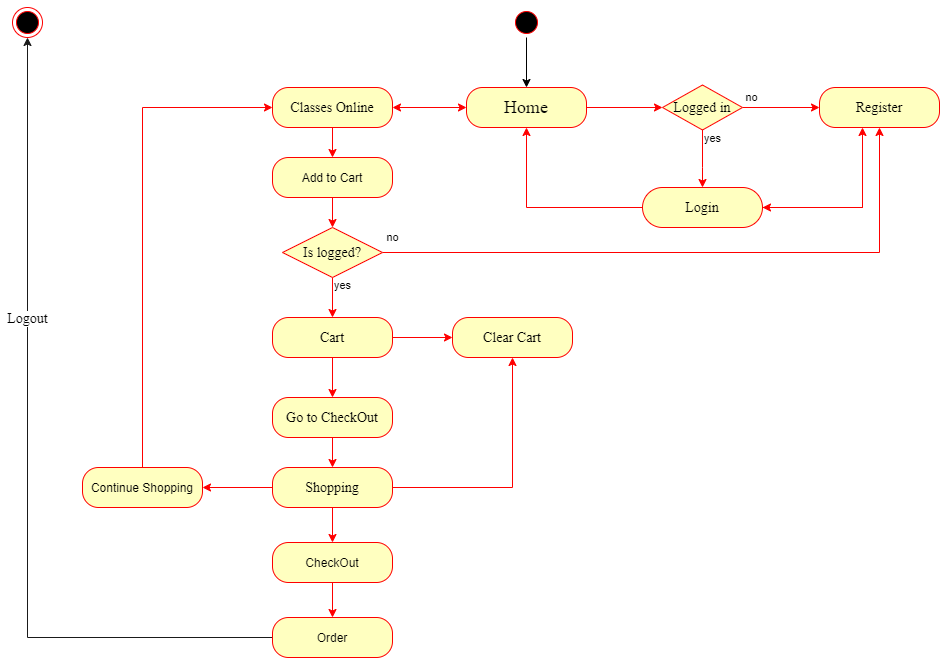 Classes Online
Home
Logged in
no
Register
yes
Add to Cart
Login
no
Is logged?
yes
Logout
Cart
Clear Cart
Go to CheckOut
Continue Shopping
Shopping
CheckOut
Order